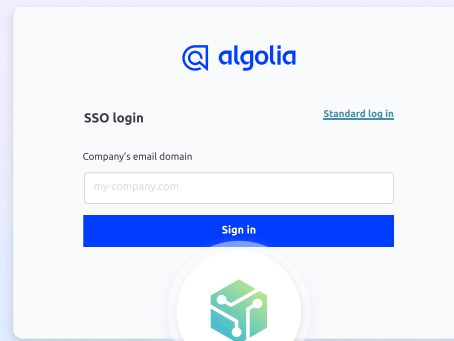 algolia
SSO login
Standard log in
Company's email domain
my-company.com
Sign in